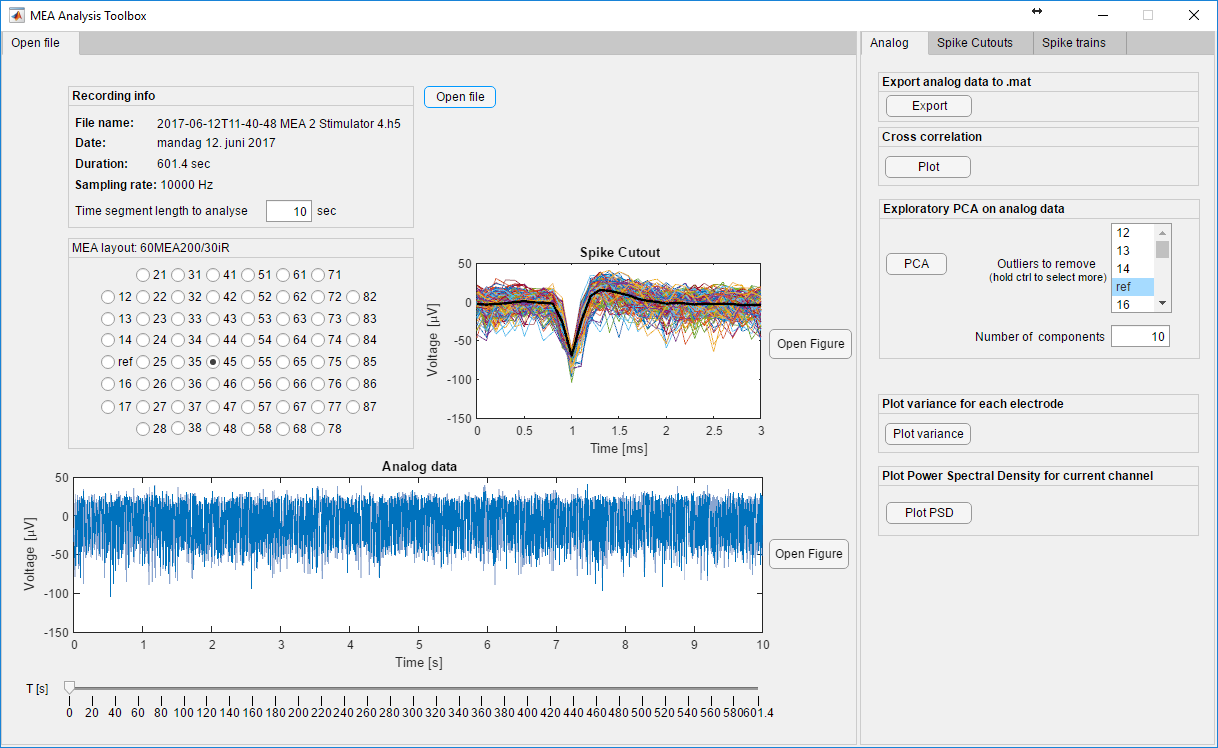 MEA Analysis Toolbox
Open file
Recording info
File name: 2017-06-12T11-40-48 MEA 2 Stimulator 4.h5
Date: mandag 12. juni 2017
Duration: 601.4 sec
Sampling rate: 10000 Hz
Time segment length to analyse 10 sec
Open file
MEA layout: 60MEA200/30iR
21 31 41 51 61 71
12 22 32 42 52 62 72 82
13 23 33 43 53 63 73 83
14 24 34 44 54 64 74 84
ref 25 35 45 55 65 75 85
16 26 36 46 56 66 76 86
17 27 37 47 57 67 77 87
28 38 48 58 68 78
Spike Cutout
50
0
-50
-100
-150
Voltage [µV]
0 0.5 1 1.5 2 2.5 3
Time [ms]
Open Figure
Analog data
50
0
-50
-100
-150
Voltage [µV]
0 1 2 3 4 5 6 7 8 9 10
Time [s]
Open Figure
T [s]
0 20 40 60 80 100 120 140 160 180 200 220 240 260 280 300 320 340 360 380 400 420 440 460 480 500 520 540 560 580 601.4
Analog Spike Cutouts Spike trains
Export analog data to .mat
Export
Cross correlation
Plot
Exploratory PCA on analog data
PCA
Outliers to remove
(hold ctrl to select more)
12
13
14
ref
16
Number of components 10
Plot variance for each electrode
Plot variance
Plot Power Spectral Density for current channel
Plot PSD